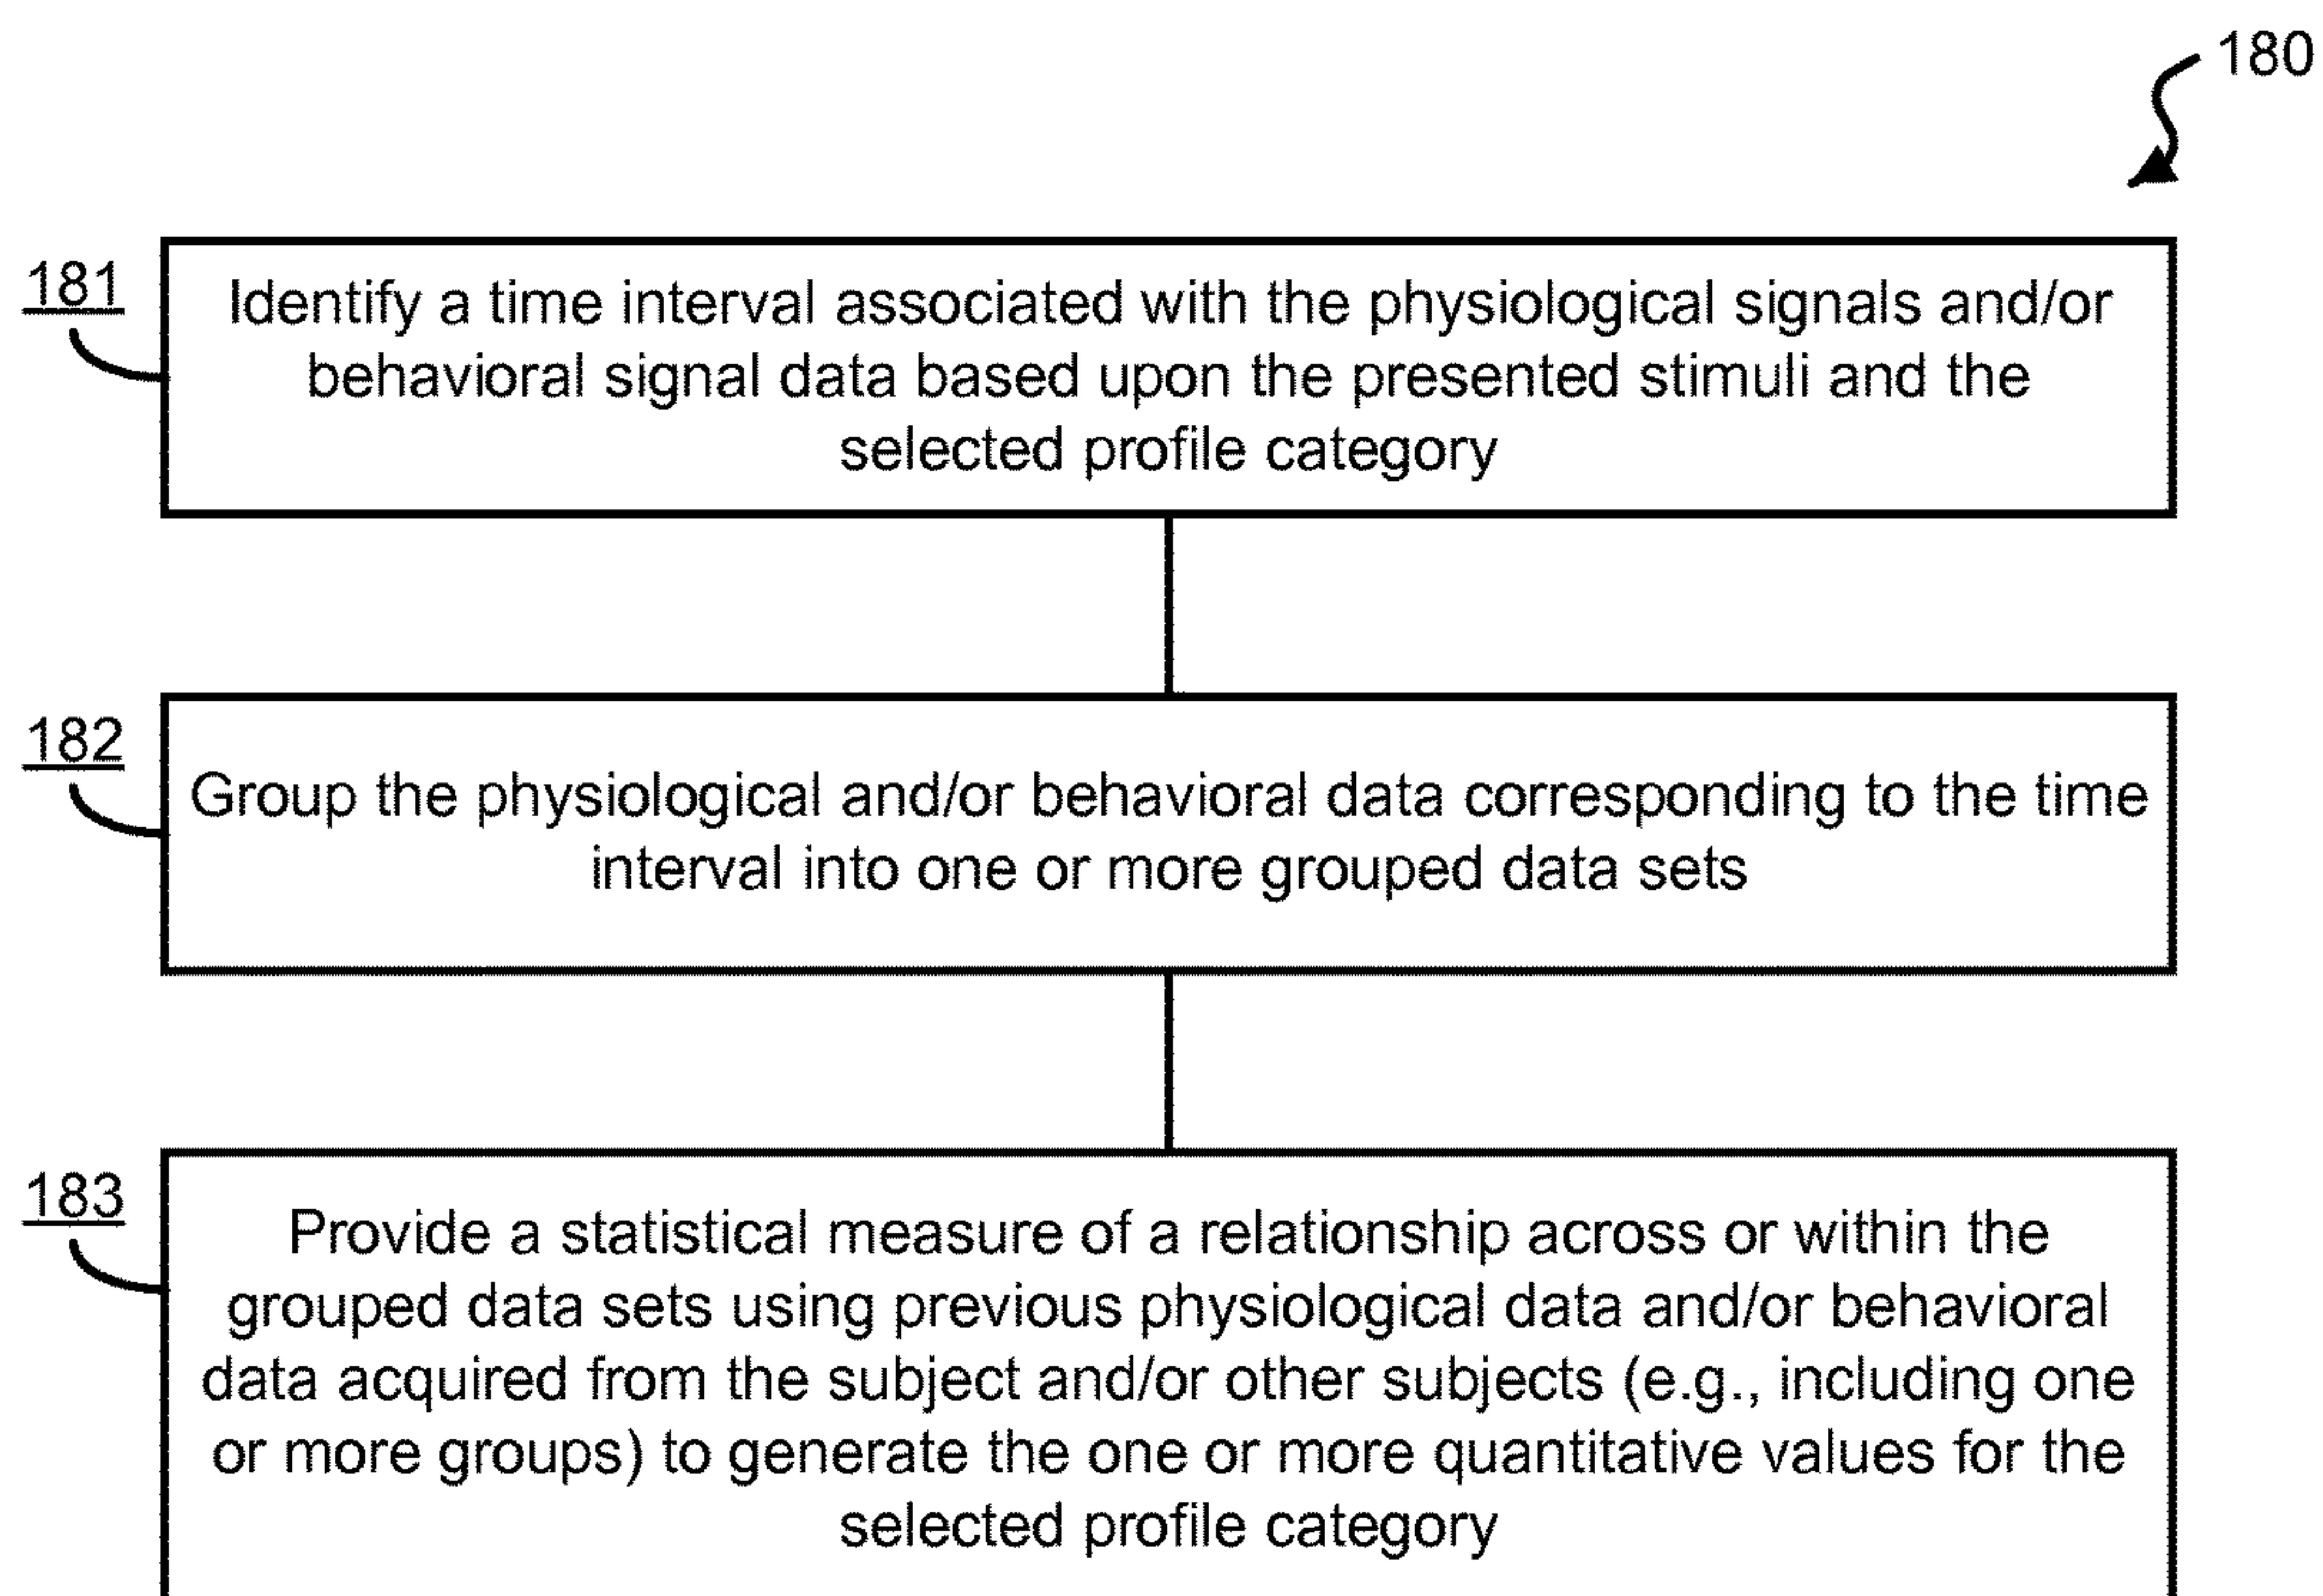 180
181
Identify a time interval associated with the physiological signals and/or
behavioral signal data based upon the presented stimuli and the
selected profile category
182
Group the physiological and/or behavioral data corresponding to the time
interval into one or more grouped data sets
183
Provide a statistical measure of a relationship across or within the
grouped data sets using previous physiological data and/or behavioral
data acquired from the subject and/or other subjects (e.g., including one
or more groups) to generate the one or more quantitative values for the
selected profile category